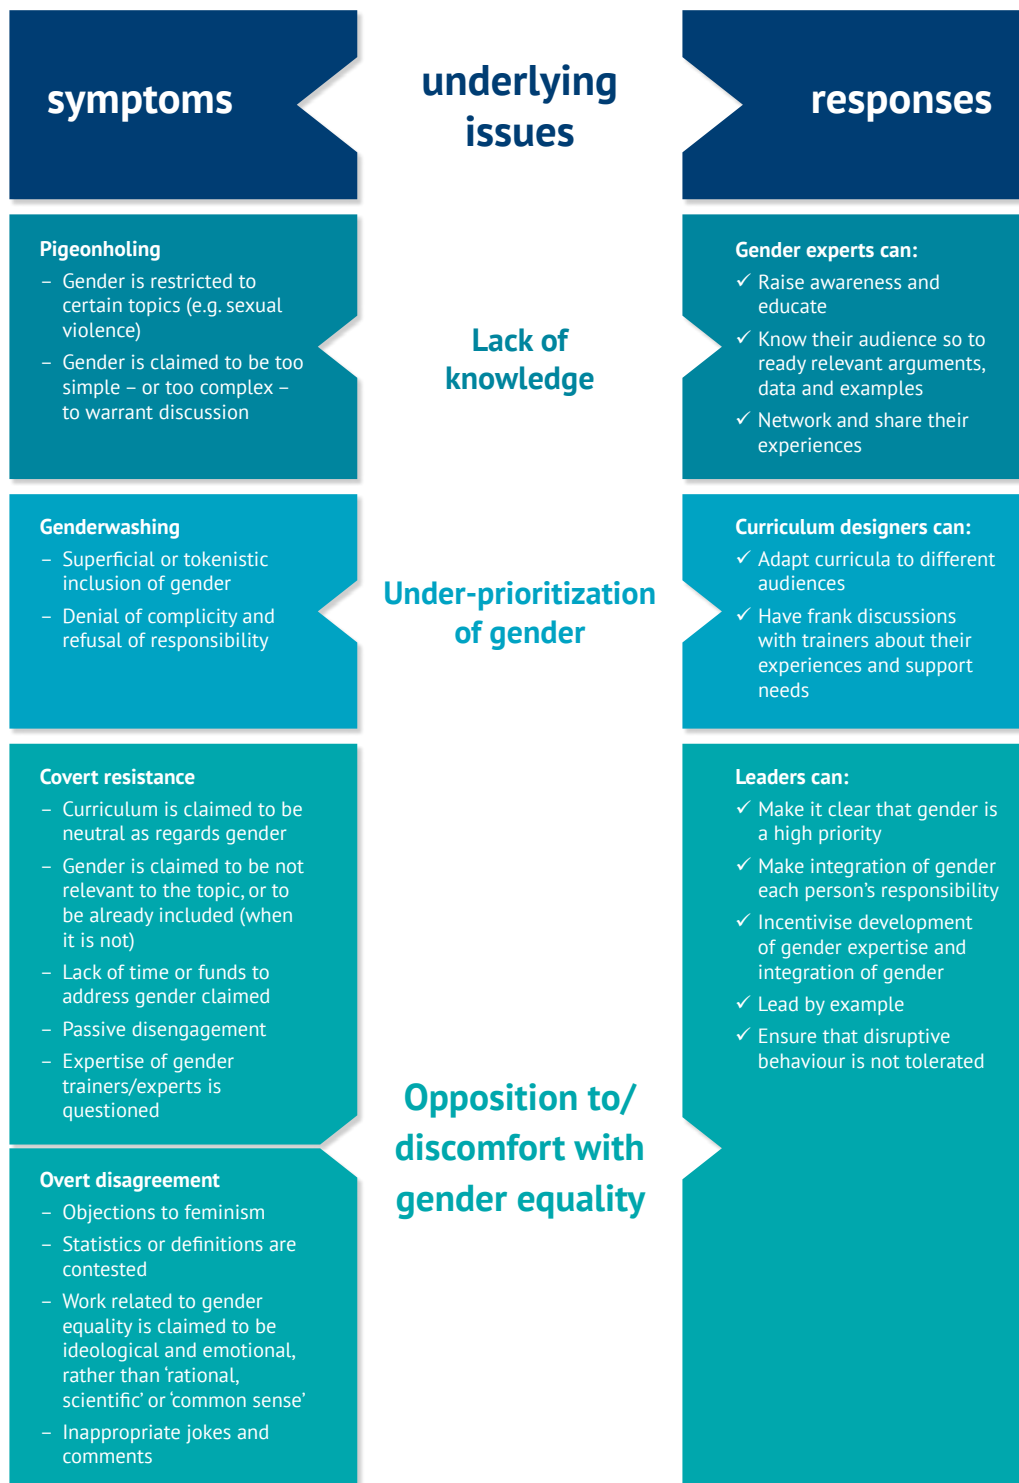 symptoms
underlying
issues
responses
Pigeonholing
– Gender is restricted to
certain topics (e.g. sexual
violence)
– Gender is claimed to be too
simple – or too complex –
to warrant discussion
Lack of
knowledge
Gender experts can:
✓ Raise awareness and
educate
✓ Know their audience so to
ready relevant arguments,
data and examples
✓ Network and share their
experiences
Genderwashing
– Superficial or tokenistic
inclusion of gender
– Denial of complicity and
refusal of responsibility
Under-prioritization
of gender
Curriculum designers can:
✓ Adapt curricula to different
audiences
✓ Have frank discussions
with trainers about their
experiences and support
needs
Covert resistance
– Curriculum is claimed to be
neutral as regards gender
– Gender is claimed to be not
relevant to the topic, or to
be already included (when
it is not)
– Lack of time or funds to
address gender claimed
– Passive disengagement
– Expertise of gender
trainers/experts is
questioned
Overt disagreement
– Objections to feminism
– Statistics or definitions are
contested
– Work related to gender
equality is claimed to be
ideological and emotional,
rather than ‘rational,
scientific’ or ‘common sense’
– Inappropriate jokes and
comments
Opposition to/
discomfort with
gender equality
Leaders can:
✓ Make it clear that gender is
a high priority
✓ Make integration of gender
each person’s responsibility
✓ Incentivise development
of gender expertise and
integration of gender
✓ Lead by example
✓ Ensure that disruptive
behaviour is not tolerated